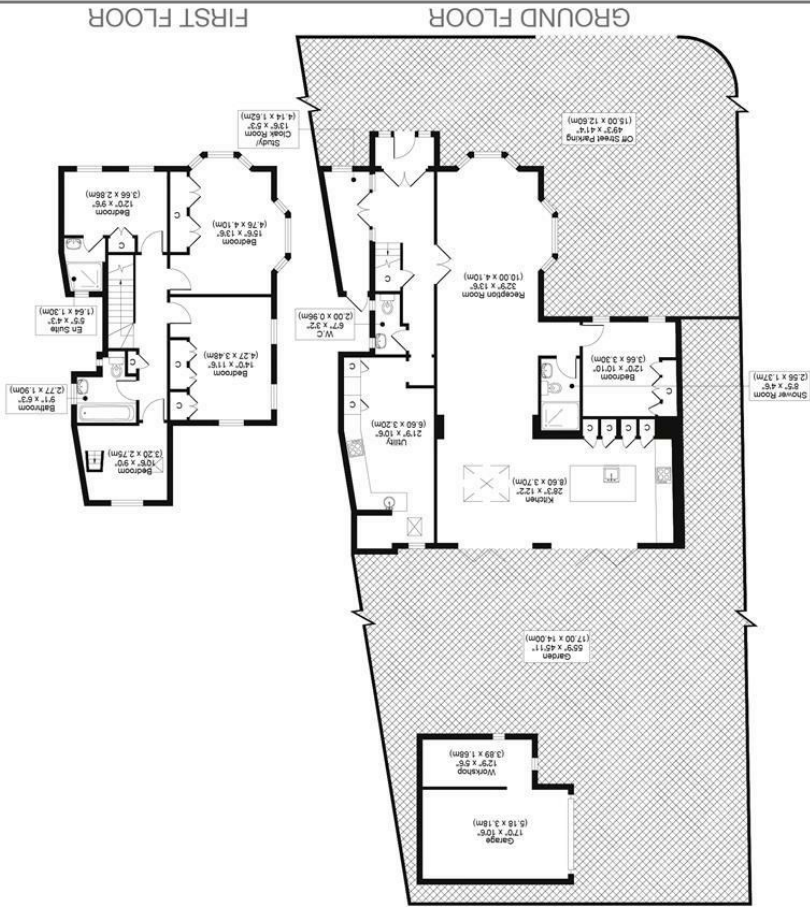 Garage
17'0" x 10'6"
(5.18 x 3.18m)
Workshop
12'9" x 5'6"
(3.89 x 1.68m)
Garden
55'9" x 45'11"
(17.00 x 14.00m)
Kitchen
28'3" x 12'2"
(8.60 x 3.70m)
C
C
C
C
Utility
21'9" x 10'6"
(6.60 x 3.20m)
Shower Room
8'5" x 4'6"
(2.56 x 1.37m)
C
C
Bedroom
12'0" x 10'10"
(3.66 x 3.30m)
W.C
6'7" x 3'2"
(2.00 x 0.96m)
Reception Room
32'9" x 13'6"
(10.00 x 4.10m)
C
Off Street Parking
49'3" x 41'4"
(15.00 x 12.60m)
Study/
Cloak Room
13'6" x 5'3"
(4.14 x 1.62m)
GROUND FLOOR
Bedroom
10'6" x 9'0"
(3.20 x 2.75m)
Bathroom
9'1" x 6'3"
(2.77 x 1.90m)
C
C
C
Bedroom
14'0" x 11'6"
(4.27 x 3.48m)
En Suite
5'5" x 4'3"
(1.64 x 1.30m)
Bedroom
15'6" x 13'6"
(4.76 x 4.10m)
C
C
Bedroom
12'0" x 9'6"
(3.66 x 2.86m)
FIRST FLOOR